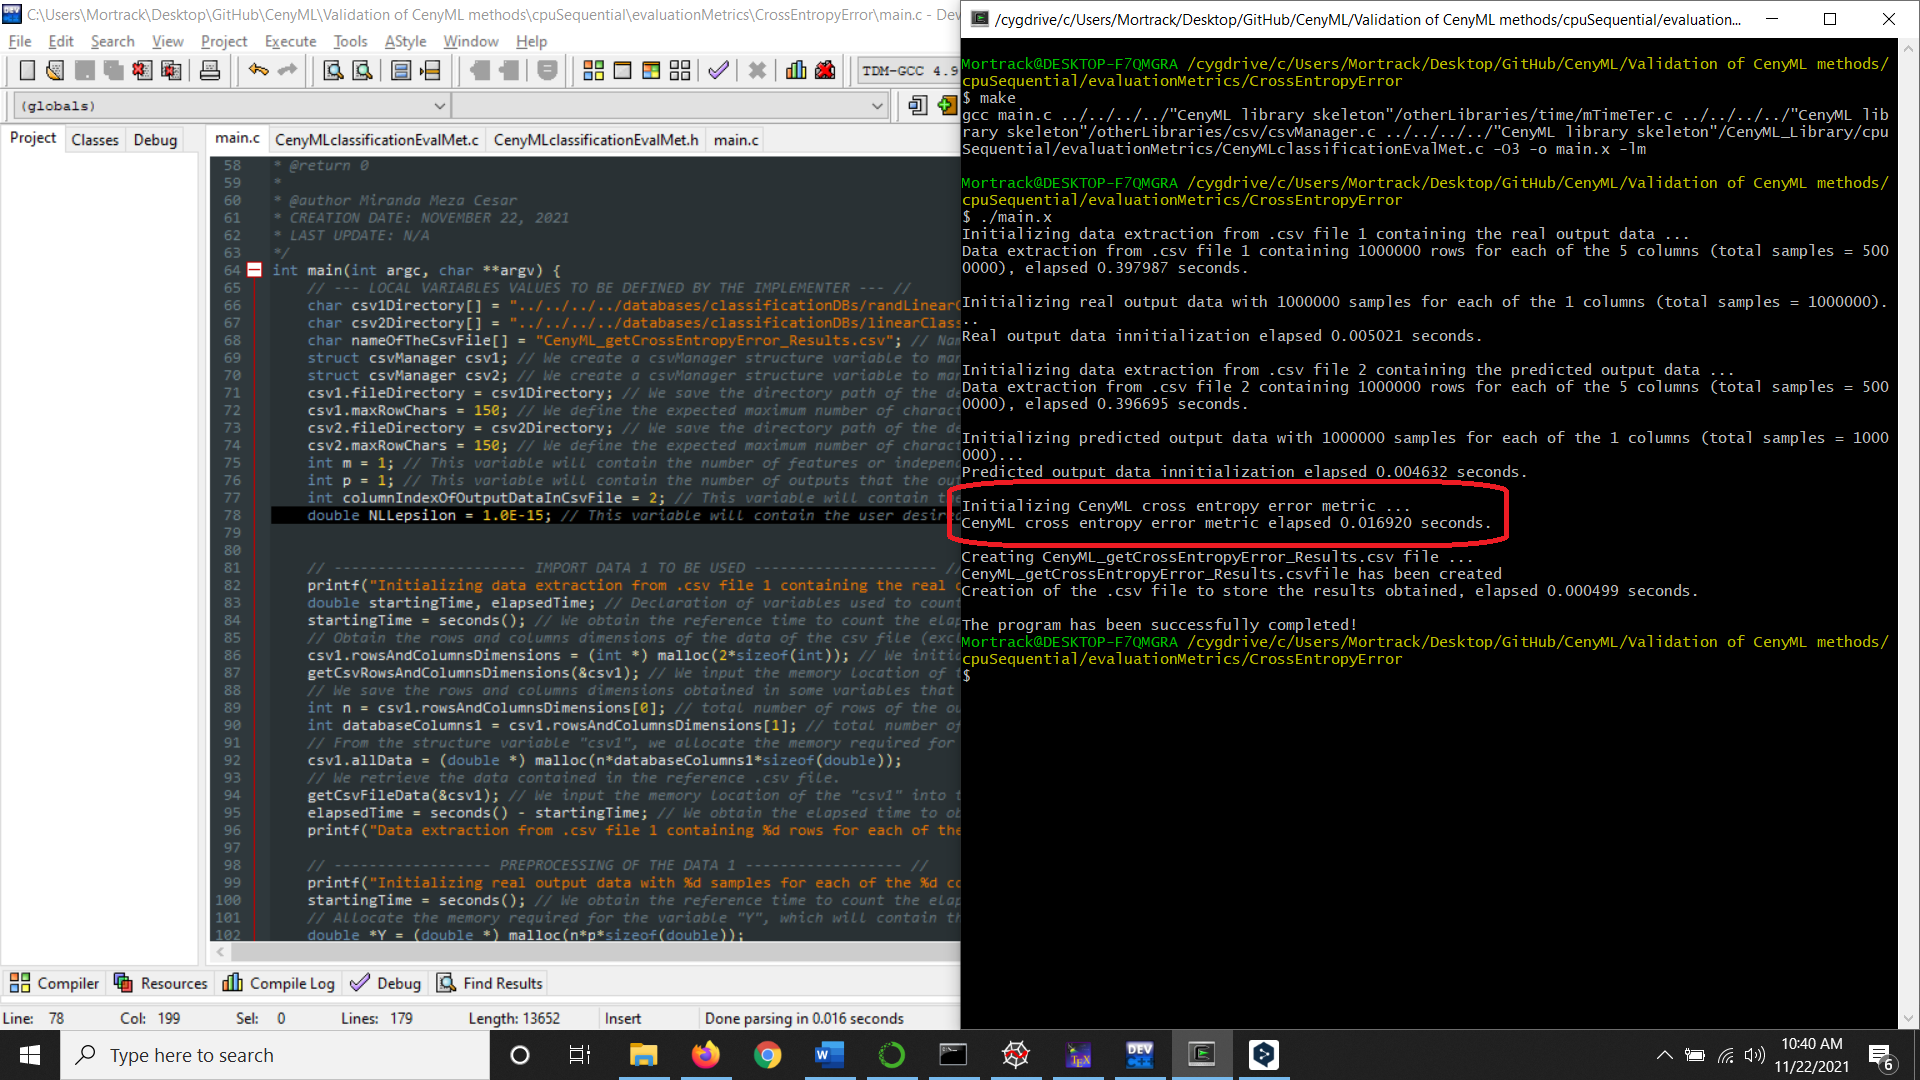 C:\Users\Mortrack\Desktop\GitHub\CenyML\Validation of CenyML methods\cpuSequential\evaluationMetrics\CrossEntropyError\main.c - Dev
File Edit Search View Project Execute Tools AStyle Window Help
TDM-GCC 4.9
(globals)
Project Classes Debug
main.c CenyMLclassificationEvalMet.c CenyMLclassificationEvalMet.h main.c
58 * @return 0
59 *
60 * @author Miranda Meza Cesar
61 * CREATION DATE: NOVEMBER 22, 2021
62 * LAST UPDATE: N/A
63 */
64 int main(int argc, char **argv) {
65 // --- LOCAL VARIABLES VALUES TO BE DEFINED BY THE IMPLEMENTER --- //
66 char csv1Directory[] = "../../../../databases/classificationDBs/randLinearC
67 char csv2Directory[] = "../../../../databases/classificationDBs/linearClass
68 char nameOfTheCsvFile[] = "CenyML_getCrossEntropyError_Results.csv"; // Nam
69 struct csvManager csv1; // We create a csvManager structure variable to man
70 struct csvManager csv2; // We create a csvManager structure variable to man
71 csv1.fileDirectory = csv1Directory; // We save the directory path of the de
72 csv1.maxRowChars = 150; // We define the expected maximum number of charact
73 csv2.fileDirectory = csv2Directory; // We save the directory path of the de
74 csv2.maxRowChars = 150; // We define the expected maximum number of charact
75 int m = 1; // This variable will contain the number of features or indepen
76 int p = 1; // This variable will contain the number of outputs that the ou
77 int columnIndexOfOutputDataInCsvFile = 2; // This variable will contain the
78 double NLLepsilon = 1.0E-15; // This variable will contain the user desired
79
80
81 // ---------------------- IMPORT DATA 1 TO BE USED --------------------- //
82 printf("Initializing data extraction from .csv file 1 containing the real o
83 double startingTime, elapsedTime; // Declaration of variables used to count
84 startingTime = seconds(); // We obtain the reference time to count the elap
85 // Obtain the rows and columns dimensions of the data of the csv file (excl
86 csv1.rowsAndColumnsDimensions = (int *) malloc(2*sizeof(int)); // We initia
87 getCsvRowsAndColumnsDimensions(&csv1); // We input the memory location of t
88 // We save the rows and columns dimensions obtained in some variables that
89 int n = csv1.rowsAndColumnsDimensions[0]; // total number of rows of the ou
90 int databaseColumns1 = csv1.rowsAndColumnsDimensions[1]; // total number of
91 // From the structure variable "csv1", we allocate the memory required for
92 csv1.allData = (double *) malloc(n*databaseColumns1*sizeof(double));
93 // We retrieve the data contained in the reference .csv file.
94 getCsvFileData(&csv1); // We input the memory location of the "csv1" into t
95 elapsedTime = seconds() - startingTime; // We obtain the elapsed time to ob
96 printf("Data extraction from .csv file 1 containing %d rows for each of the
97
98 // ------------------ PREPROCESSING OF THE DATA 1 ------------------ //
99 printf("Initializing real output data with %d samples for each of the %d co
100 startingTime = seconds(); // We obtain the reference time to count the elap
101 // Allocate the memory required for the variable "Y", which will contain th
102 double *Y = (double *) malloc(n*p*sizeof(double));
Compiler Resources Compile Log Debug Find Results
Line: 78 Col: 199 Sel: 0 Lines: 179 Length: 13652 Insert Done parsing in 0.016 seconds
/cygdrive/c/Users/Mortrack/Desktop/GitHub/CenyML/Validation of CenyML methods/cpuSequential/evaluation...
Mortrack@DESKTOP-F7QMGRA /cygdrive/c/Users/Mortrack/Desktop/GitHub/CenyML/Validation of CenyML methods/
cpuSequential/evaluationMetrics/CrossEntropyError
$ make
gcc main.c ../../../../"CenyML library skeleton"/otherLibraries/time/mTimeTer.c ../../../../"CenyML lib
rary skeleton"/otherLibraries/csv/csvManager.c ../../../../"CenyML library skeleton"/CenyML_Library/cpu
Sequential/evaluationMetrics/CenyMLclassificationEvalMet.c -O3 -o main.x -lm
Mortrack@DESKTOP-F7QMGRA /cygdrive/c/Users/Mortrack/Desktop/GitHub/CenyML/Validation of CenyML methods/
cpuSequential/evaluationMetrics/CrossEntropyError
$ ./main.x
Initializing data extraction from .csv file 1 containing the real output data ...
Data extraction from .csv file 1 containing 1000000 rows for each of the 5 columns (total samples = 500
0000), elapsed 0.397987 seconds.
Initializing real output data with 1000000 samples for each of the 1 columns (total samples = 1000000).
..
Real output data innitialization elapsed 0.005021 seconds.
Initializing data extraction from .csv file 2 containing the predicted output data ...
Data extraction from .csv file 2 containing 1000000 rows for each of the 5 columns (total samples = 500
0000), elapsed 0.396695 seconds.
Initializing predicted output data with 1000000 samples for each of the 1 columns (total samples = 1000
000)...
Predicted output data innitialization elapsed 0.004632 seconds.
Initializing CenyML cross entropy error metric ...
CenyML cross entropy error metric elapsed 0.016920 seconds.
Creating CenyML_getCrossEntropyError_Results.csv file ...
CenyML_getCrossEntropyError_Results.csvfile has been created
Creation of the .csv file to store the results obtained, elapsed 0.000499 seconds.
The program has been successfully completed!
Mortrack@DESKTOP-F7QMGRA /cygdrive/c/Users/Mortrack/Desktop/GitHub/CenyML/Validation of CenyML methods/
cpuSequential/evaluationMetrics/CrossEntropyError
$
Type here to search
10:40 AM
11/22/2021
6